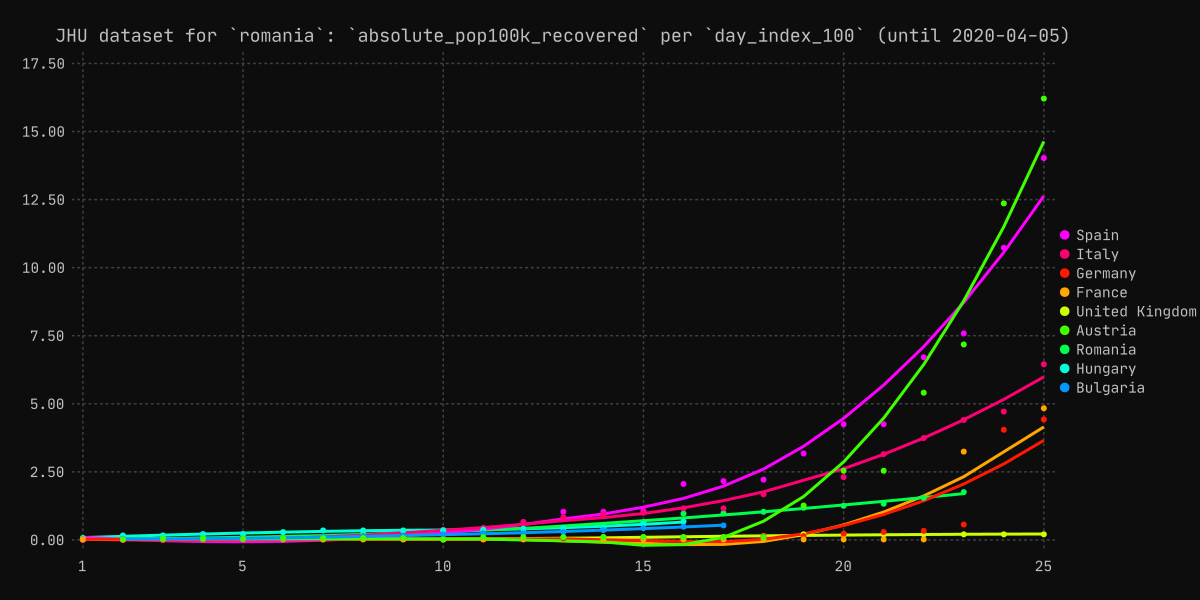 JHU dataset for `romania`: `absolute_pop100k_recovered` per `day_index_100` (until 2020-04-05)
17.50
15.00
12.50
10.00
7.50
5.00
2.50
0.00
1 5 10 15 20 25
Spain
Italy
Germany
France
United Kingdom
Austria
Romania
Hungary
Bulgaria